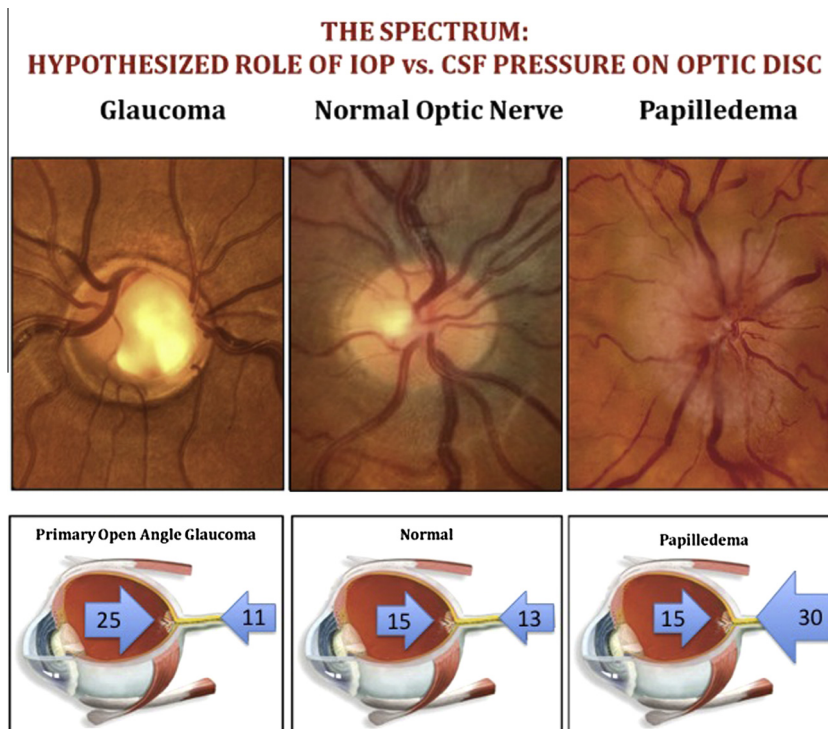 THE SPECTRUM:
HYPOTHESIZED ROLE OF IOP vs. CSF PRESSURE ON OPTIC DISC
Glaucoma
Normal Optic Nerve
Papilledema
Primary Open Angle Glaucoma
Normal
Papilledema
25
11
15
13
15
30